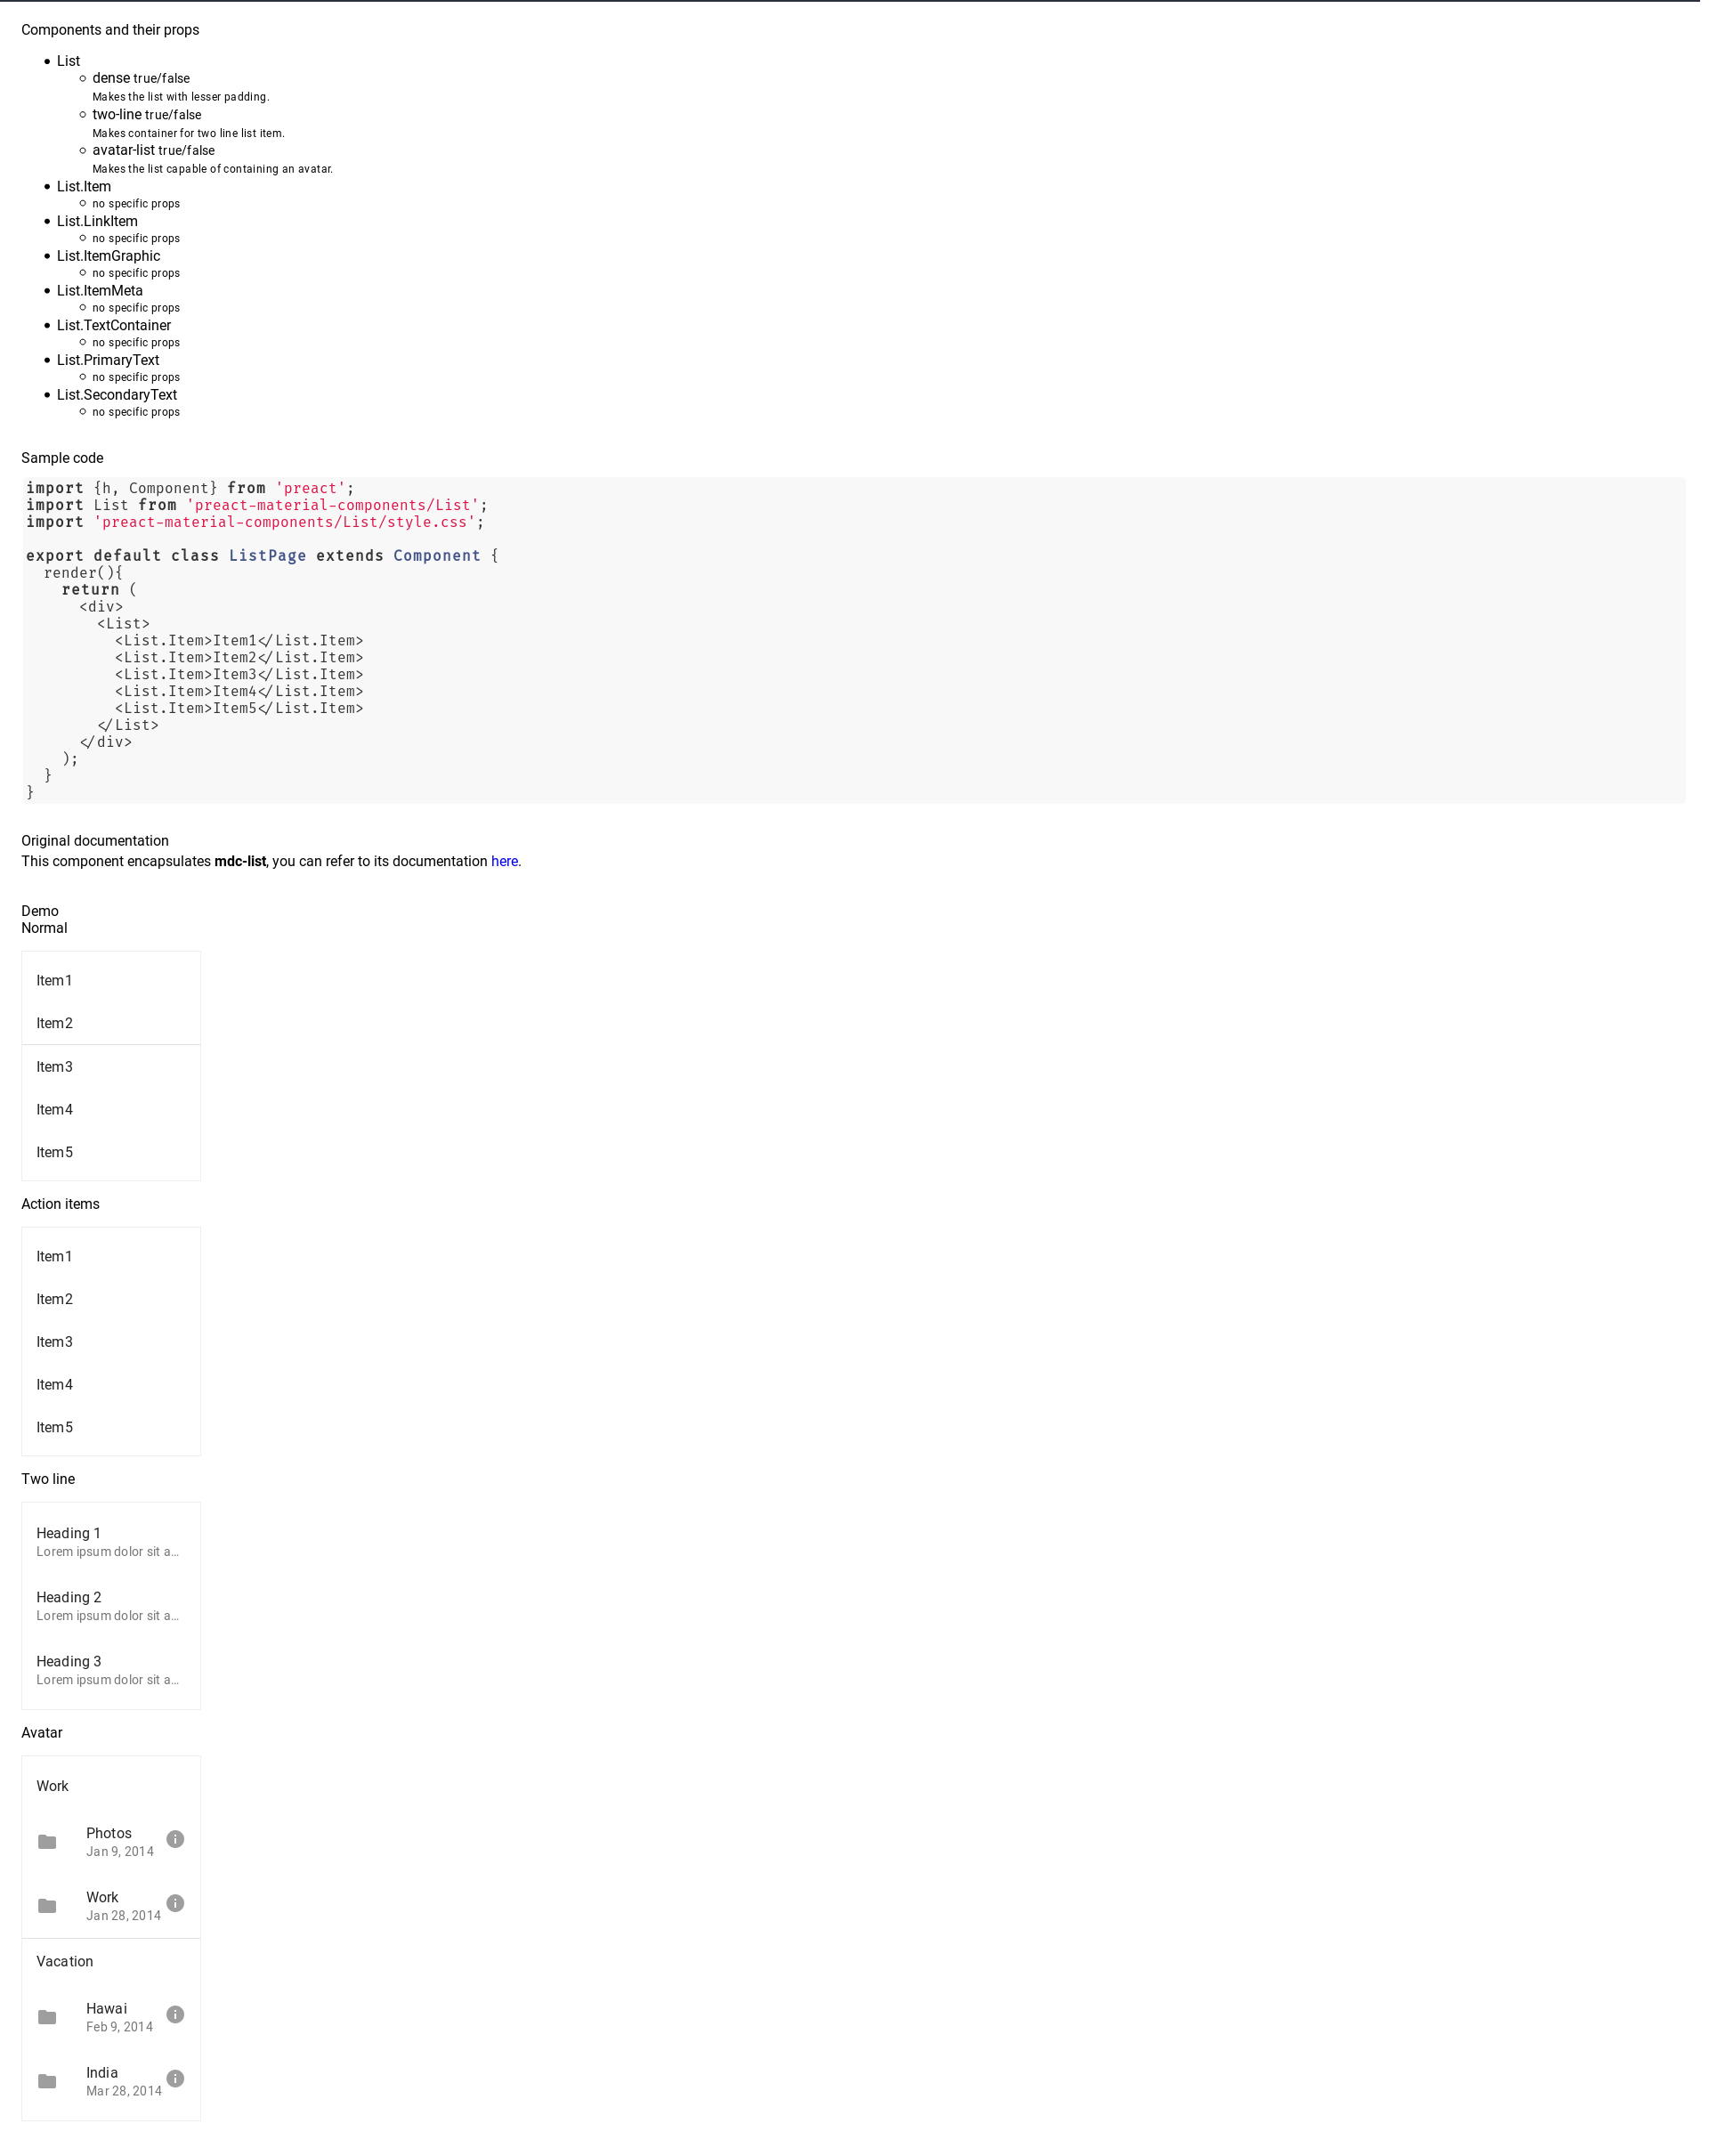 Components and their props
List
dense true/false
Makes the list with lesser padding.
two-line true/false
Makes container for two line list item.
avatar-list true/false
Makes the list capable of containing an avatar.
List.Item
no specific props
List.LinkItem
no specific props
List.ItemGraphic
no specific props
List.ItemMeta
no specific props
List.TextContainer
no specific props
List.PrimaryText
no specific props
List.SecondaryText
no specific props
Sample code
import {h, Component} from 'preact';
import List from 'preact-material-components/List';
import 'preact-material-components/List/style.css';
export default class ListPage extends Component {
render(){
return (
<div>
<List>
<List.Item>Item1</List.Item>
<List.Item>Item2</List.Item>
<List.Item>Item3</List.Item>
<List.Item>Item4</List.Item>
<List.Item>Item5</List.Item>
</List>
</div>
);
}
}
Original documentation
This component encapsulates mdc-list, you can refer to its documentation here.
Demo
Normal
Item1
Item2
Item3
Item4
Item5
Action items
Item1
Item2
Item3
Item4
Item5
Two line
Heading 1
Lorem ipsum dolor sit a...
Heading 2
Lorem ipsum dolor sit a...
Heading 3
Lorem ipsum dolor sit a...
Avatar
Work
Photos
Jan 9, 2014
Work
Jan 28, 2014
Vacation
Hawai
Feb 9, 2014
India
Mar 28, 2014